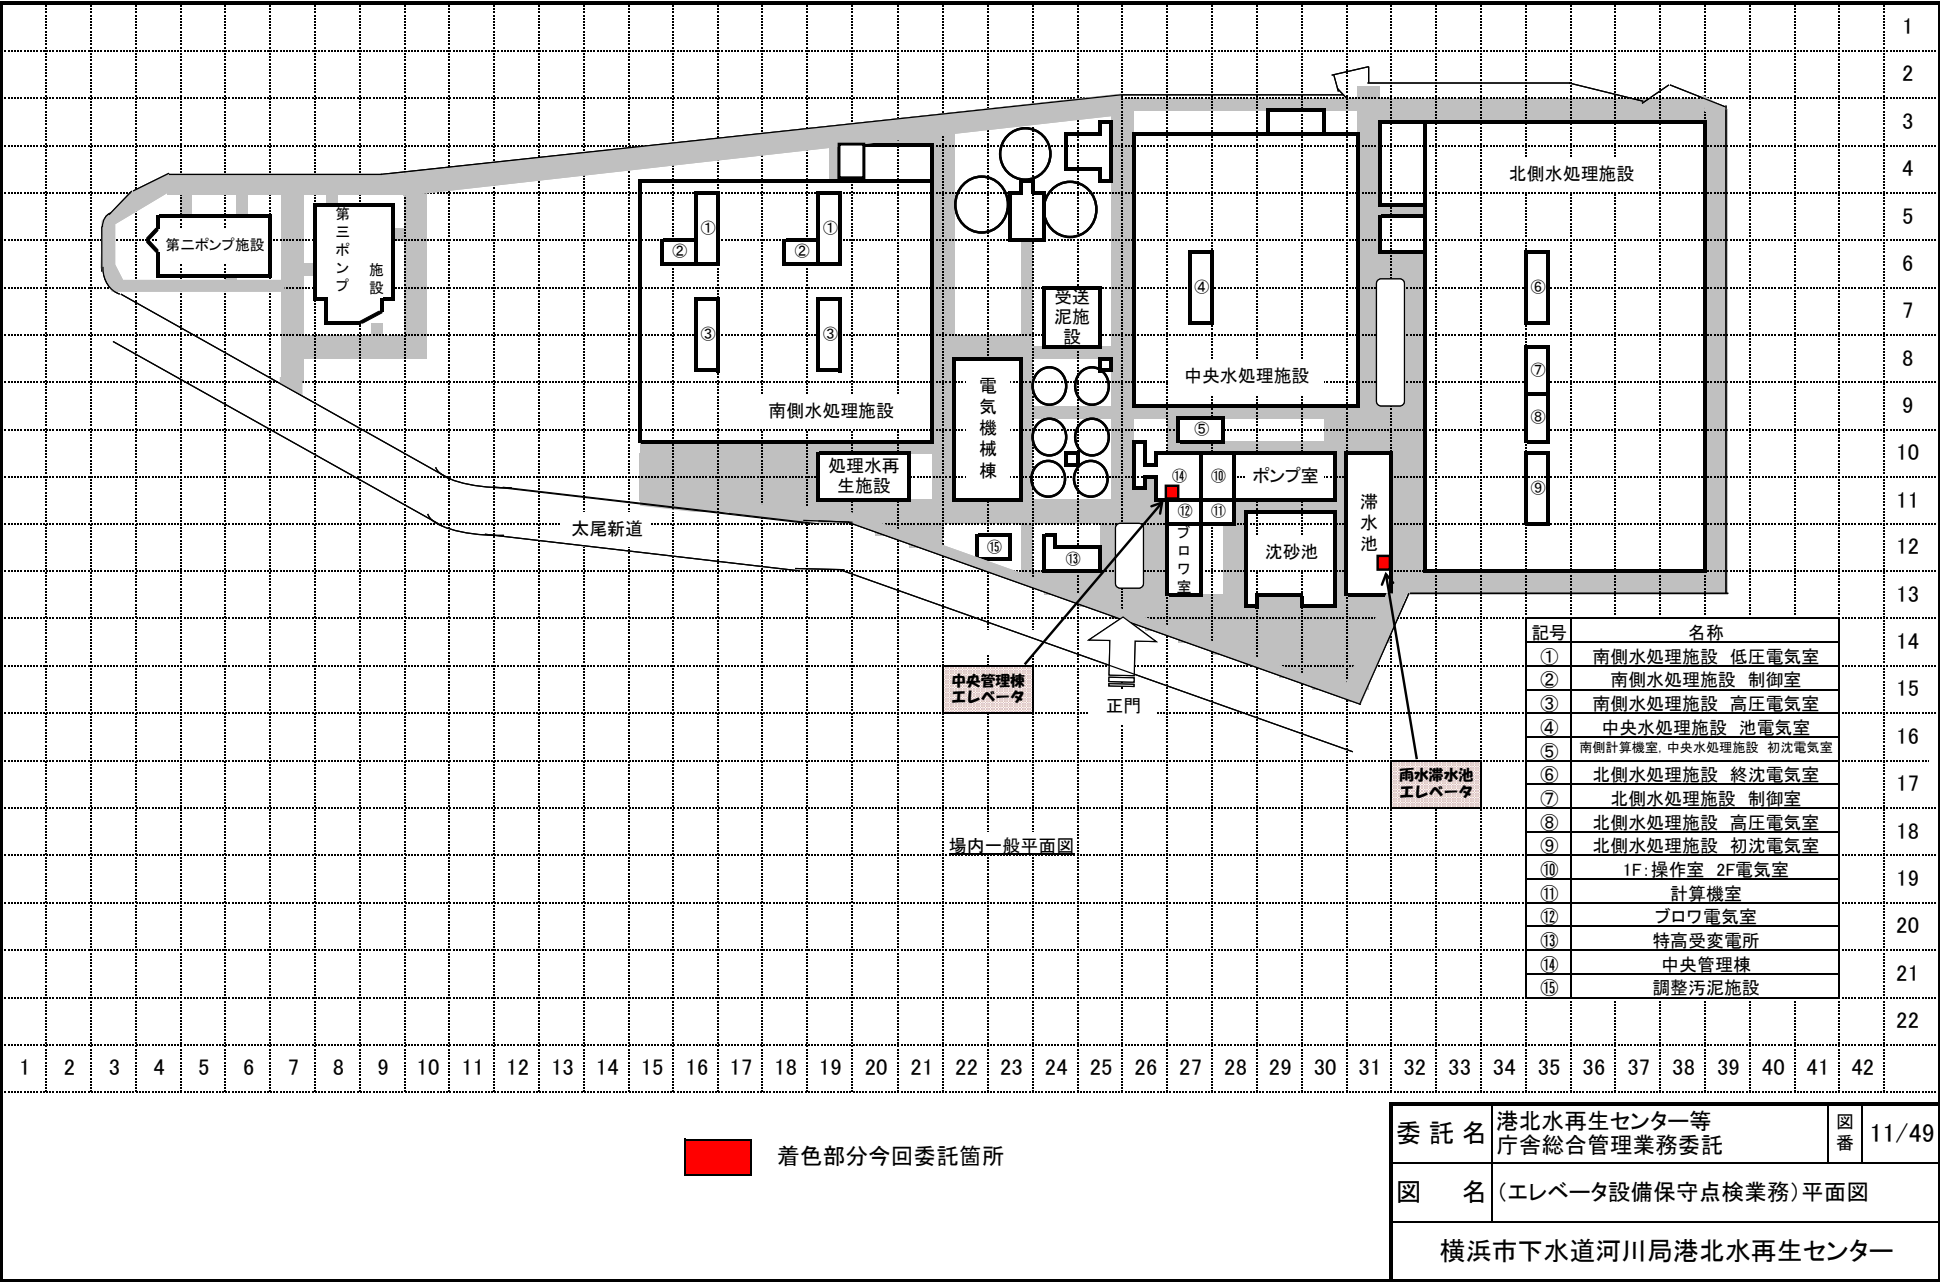 1
2
3
4
5
6
7
8
9
10
11
12
13
14
15
16
17
18
19
20
21
22
第二ポンプ施設
第三ポンプ
施設
①
①
②
②
③
③
南側水処理施設
処理水再
生施設
電気機械棟
受送
泥施
設
④
中央水処理施設
⑤
⑭
⑩
ポンプ室
⑫
⑪
ブロワ室
沈砂池
滞水池
⑮
⑬
北側水処理施設
⑥
⑦
⑧
⑨
太尾新道
正門
中央管理棟
エレベータ
雨水滞水池
エレベータ
場内一般平面図
記号 名称
① 南側水処理施設 低圧電気室
② 南側水処理施設 制御室
③ 南側水処理施設 高圧電気室
④ 中央水処理施設 池電気室
⑤ 南側計算機室, 中央水処理施設 初沈電気室
⑥ 北側水処理施設 終沈電気室
⑦ 北側水処理施設 制御室
⑧ 北側水処理施設 高圧電気室
⑨ 北側水処理施設 初沈電気室
⑩ 1F:操作室 2F電気室
⑪ 計算機室
⑫ ブロワ電気室
⑬ 特高受変電所
⑭ 中央管理棟
⑮ 調整汚泥施設
1 2 3 4 5 6 7 8 9 10 11 12 13 14 15 16 17 18 19 20 21 22 23 24 25 26 27 28 29 30 31 32 33 34 35 36 37 38 39 40 41 42
着色部分今回委託箇所
委託名 港北水再生センター等
庁舎総合管理業務委託
図番 11/49
図名 (エレベータ設備保守点検業務)平面図
横浜市下水道河川局港北水再生センター